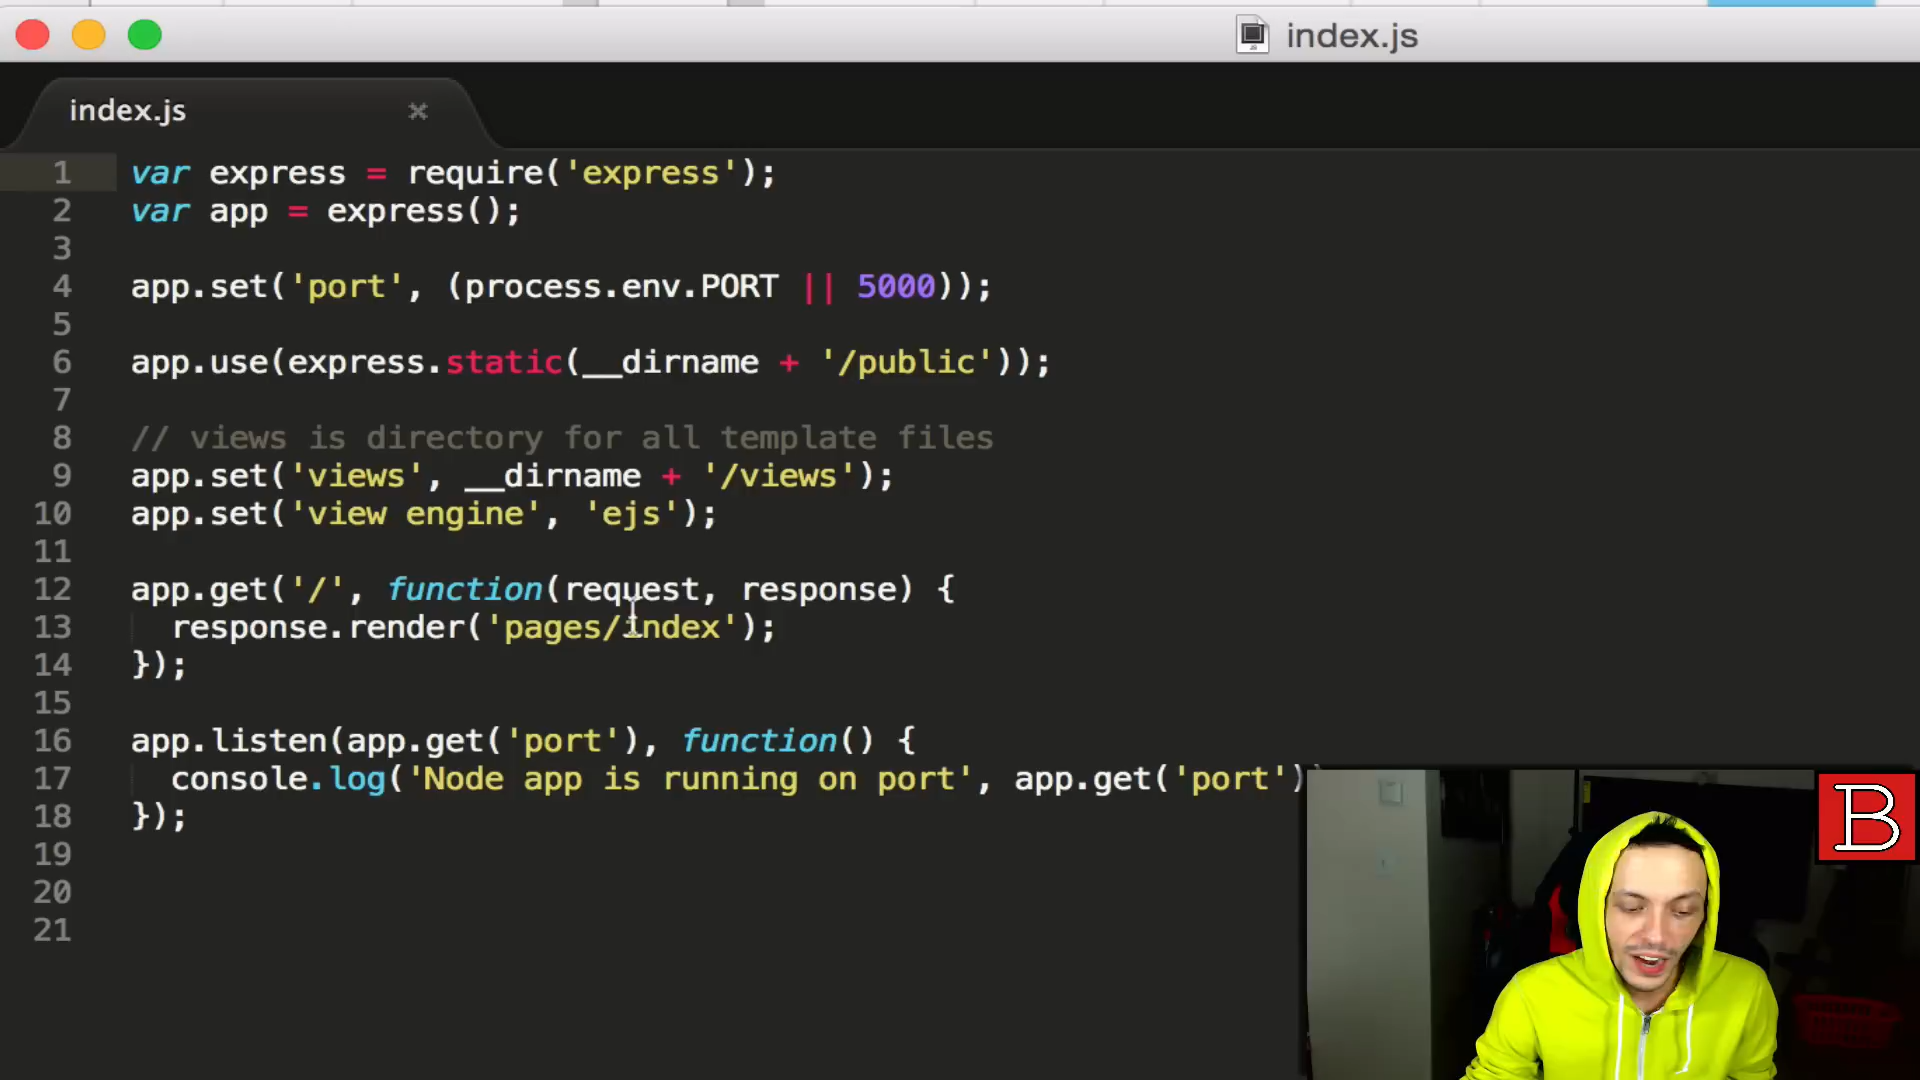 index.js
index.js
1 var express = require('express');
2 var app = express();
3
4 app.set('port', (process.env.PORT || 5000));
5
6 app.use(express.static(__dirname + '/public'));
7
8 // views is directory for all template files
9 app.set('views', __dirname + '/views');
10 app.set('view engine', 'ejs');
11
12 app.get('/', function(request, response) {
13 response.render('pages/index');
14 });
15
16 app.listen(app.get('port'), function() {
17 console.log('Node app is running on port', app.get('port')
18 });
19
20
21
B